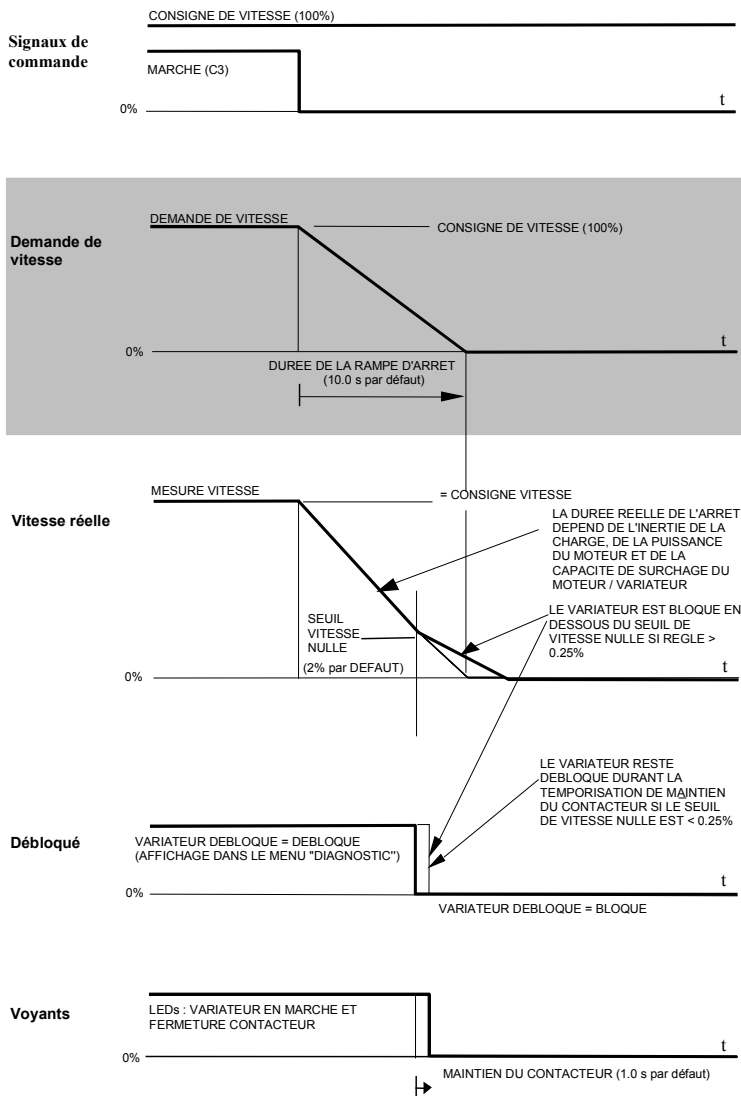 CONSIGNE DE VITESSE (100%)
Signaux de
commande
MARCHE (C3)
t
0%
DEMANDE DE VITESSE
CONSIGNE DE VITESSE (100%)
Demande de
vitesse
t
0%
DUREE DE LA RAMPE D'ARRET
(10.0 s par défaut)
MESURE VITESSE
= CONSIGNE VITESSE
Vitesse réelle
LA DUREE REELLE DE L'ARRET
DEPEND DE L'INERTIE DE LA
CHARGE, DE LA PUISSANCE
DU MOTEUR ET DE LA
CAPACITE DE SURCHAGE DU
MOTEUR / VARIATEUR
SEUIL
VITESSE
NULLE
(2% par DEFAUT)
LE VARIATEUR EST BLOQUE EN
DESSOUS DU SEUIL DE
VITESSE NULLE SI REGLE >
0.25%
t
0%
LE VARIATEUR RESTE
DEBLOQUE DURANT LA
TEMPORISATION DE MAINTIEN
DU CONTACTEUR SI LE SEUIL
DE VITESSE NULLE EST < 0.25%
Débloqué
VARIATEUR DEBLOQUE = DEBLOQUE
(AFFICHAGE DANS LE MENU "DIAGNOSTIC")
t
0%
VARIATEUR DEBLOQUE = BLOQUE
Voyants
LEDs : VARIATEUR EN MARCHE ET
FERMETURE CONTACTEUR
t
0%
MAINTIEN DU CONTACTEUR (1.0 s par défaut)